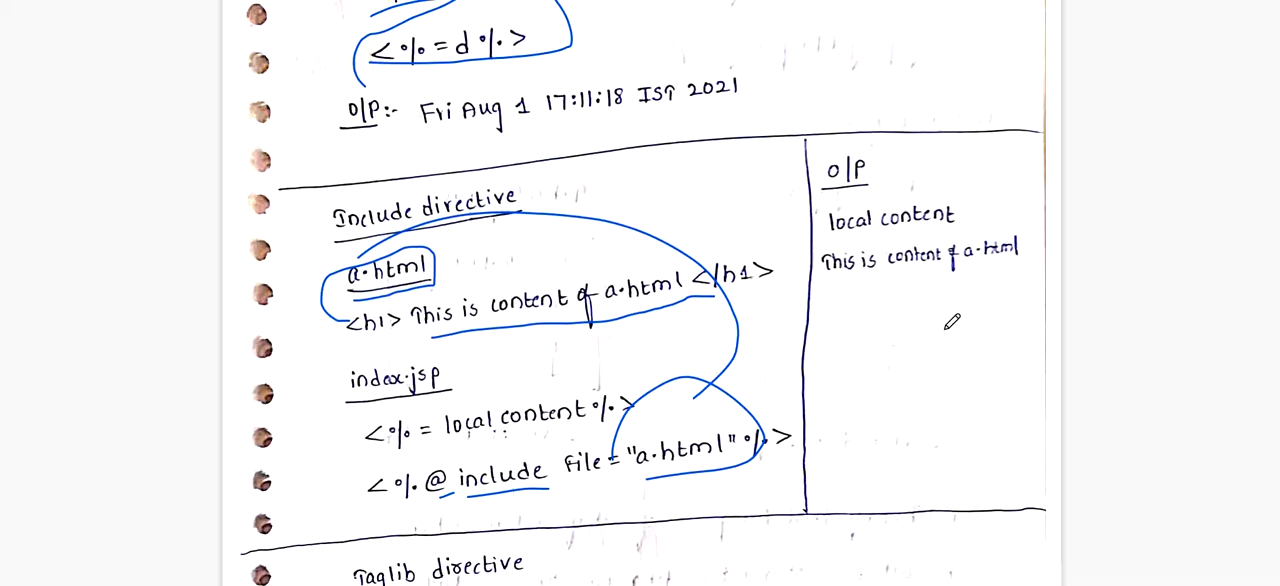 <%= d %>
O/P:- Fri Aug 1 17:11:18 IST 2021
Include directive
a.html
<h1> This is content of a.html </h1>
index.jsp
<%= local content %>
<%@ include file = "a.html" %>
O/P
local content
This is content of a.html
Taglib directive